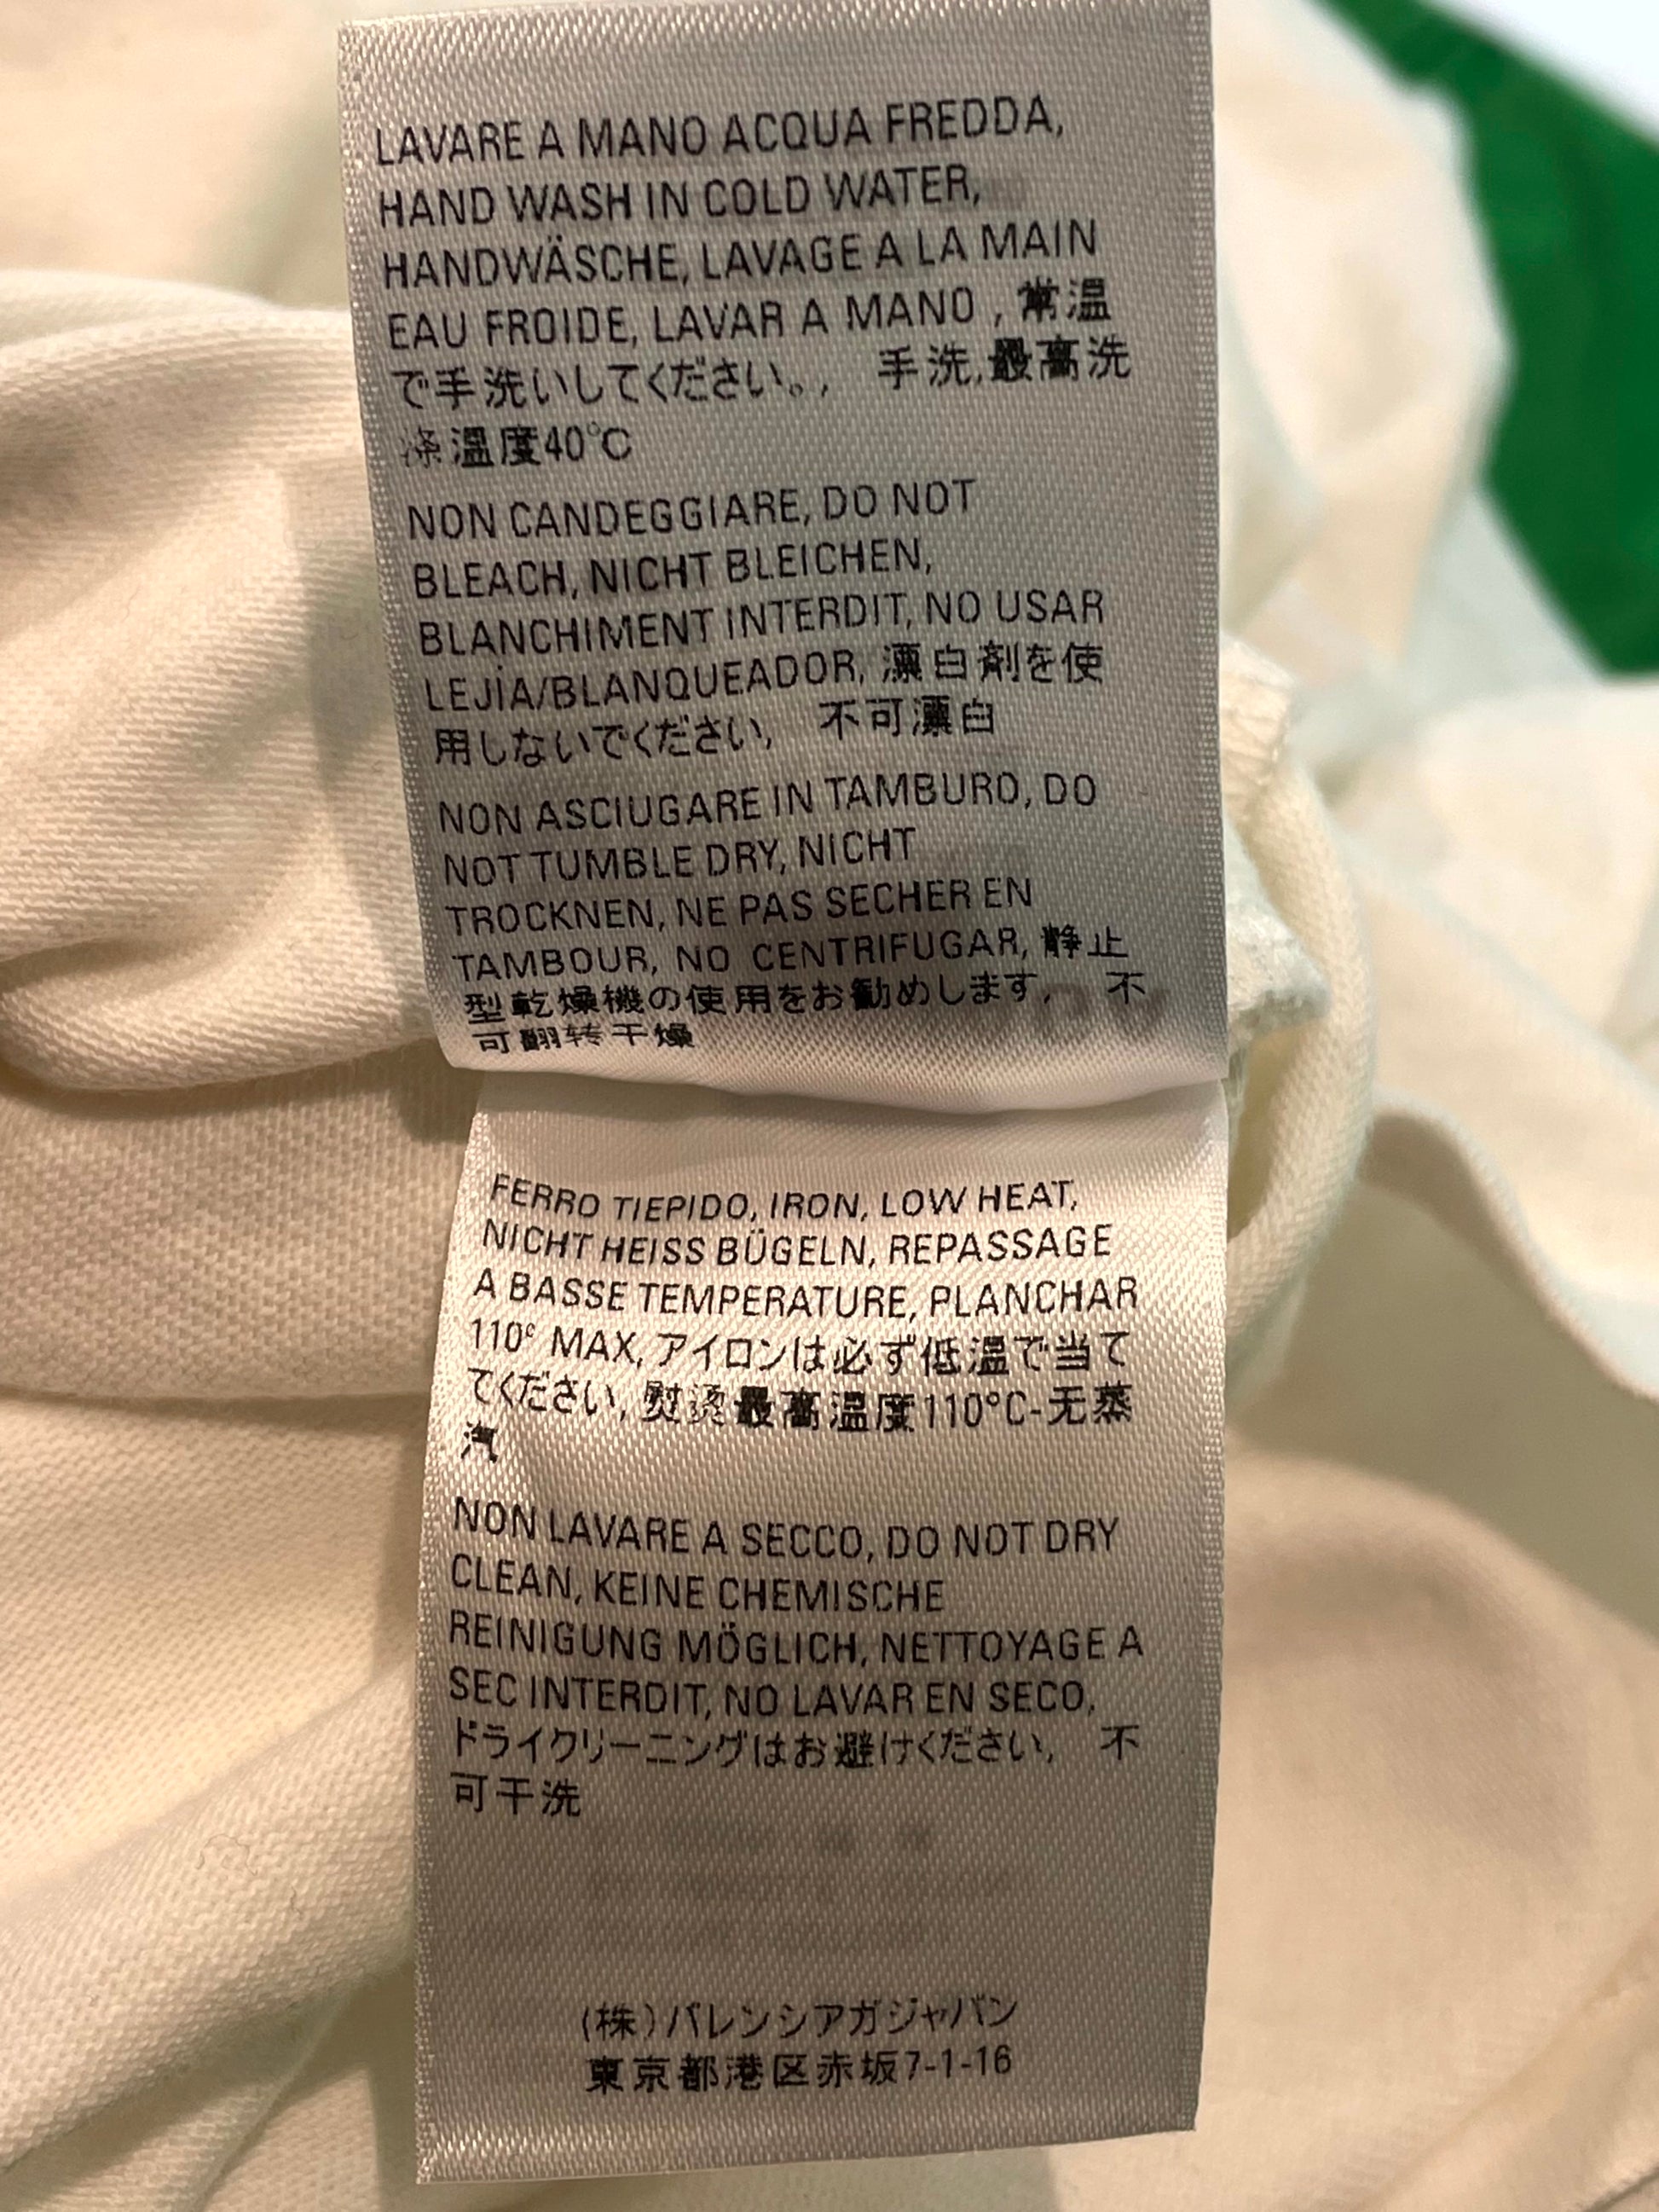 LAVARE A MANO ACQUA FREDDA,
HAND WASH IN COLD WATER,
HANDWÄSCHE, LAVAGE A LA MAIN
EAU FROIDE, LAVAR A MANO , 常温
で手洗いしてください。, 手洗,最高洗
涤温度40°C
NON CANDEGGIARE, DO NOT
BLEACH, NICHT BLEICHEN,
BLANCHIMENT INTERDIT, NO USAR
LEJÍA/BLANQUEADOR, 漂白剤を使
用しないでください, 不可漂白
NON ASCIUGARE IN TAMBURO, DO
NOT TUMBLE DRY, NICHT
TROCKNEN, NE PAS SECHER EN
TAMBOUR, NO CENTRIFUGAR, 静止
型乾燥機の使用をお勧めします, 不
可翻转干燥
FERRO TIEPIDO, IRON, LOW HEAT,
NICHT HEISS BÜGELN, REPASSAGE
A BASSE TEMPERATURE, PLANCHAR
110° MAX, アイロンは必ず低温で当て
てください, 熨烫最高温度110°C-无蒸
汽
NON LAVARE A SECCO, DO NOT DRY
CLEAN, KEINE CHEMISCHE
REINIGUNG MÖGLICH, NETTOYAGE A
SEC INTERDIT, NO LAVAR EN SECO,
ドライクリーニングはお避けください, 不
可干洗
(株)バレンシアガジャパン
東京都港区赤坂7-1-16